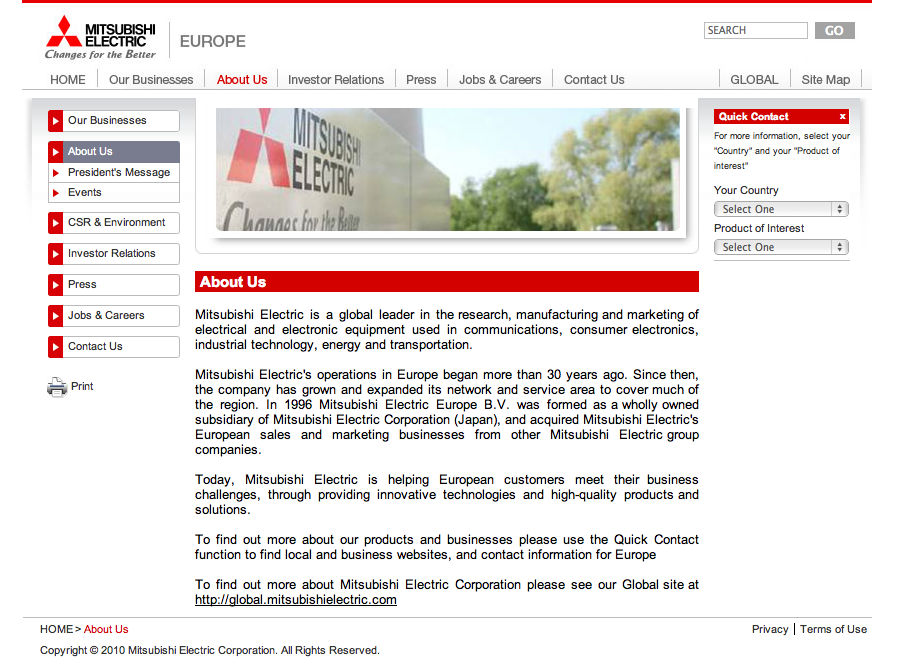 MITSUBISHI
ELECTRIC
Changes for the Better
EUROPE
SEARCH
GO
HOME
Our Businesses
About Us
Investor Relations
Press
Jobs & Careers
Contact Us
GLOBAL
Site Map
Our Businesses
About Us
President's Message
Events
CSR & Environment
Investor Relations
Press
Jobs & Careers
Contact Us
Print
MITSUBISHI
ELECTRIC
Changes for the Better
About Us
Mitsubishi Electric is a global leader in the research, manufacturing and marketing of
electrical and electronic equipment used in communications, consumer electronics,
industrial technology, energy and transportation.
Mitsubishi Electric's operations in Europe began more than 30 years ago. Since then,
the company has grown and expanded its network and service area to cover much of
the region. In 1996 Mitsubishi Electric Europe B.V. was formed as a wholly owned
subsidiary of Mitsubishi Electric Corporation (Japan), and acquired Mitsubishi Electric's
European sales and marketing businesses from other Mitsubishi Electric group
companies.
Today, Mitsubishi Electric is helping European customers meet their business
challenges, through providing innovative technologies and high-quality products and
solutions.
To find out more about our products and businesses please use the Quick Contact
function to find local and business websites, and contact information for Europe
To find out more about Mitsubishi Electric Corporation please see our Global site at
http://global.mitsubishielectric.com
Quick Contact
x
For more information, select your
"Country" and your "Product of
interest"
Your Country
Select One
Product of Interest
Select One
HOME > About Us
Privacy | Terms of Use
Copyright © 2010 Mitsubishi Electric Corporation. All Rights Reserved.